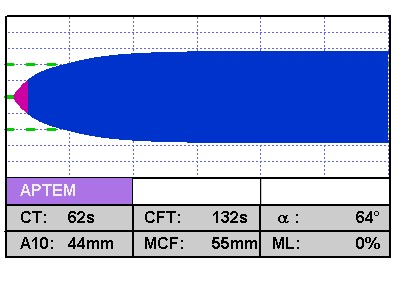 APTEM
CT: 62s CFT: 132s α : 64°
A10: 44mm MCF: 55mm ML: 0%